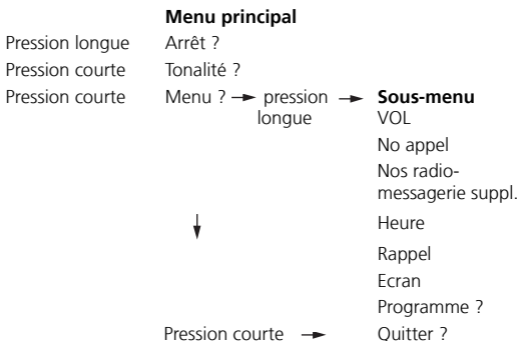 Menu principal
Pression longue Arrêt ?
Pression courte Tonalité ?
Pression courte Menu ? pression longue Sous-menu
VOL
No appel
Nos radio-
messagerie suppl.
Heure
Rappel
Ecran
Programme ?
Pression courte Quitter ?